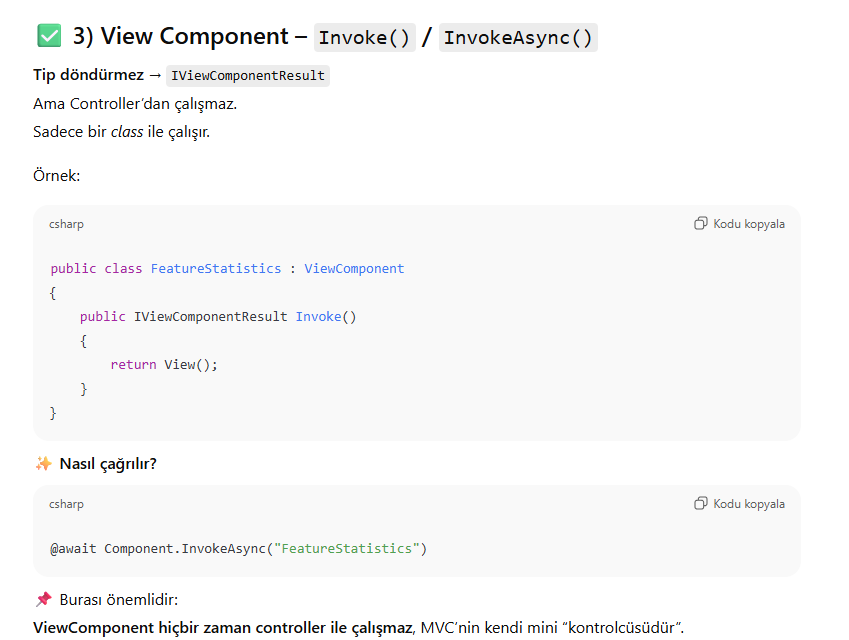 ✅ 3) View Component – Invoke() / InvokeAsync()
Tip döndürmez → IViewComponentResult
Ama Controller’dan çalışmaz.
Sadece bir class ile çalışır.
Örnek:
csharp
Kodu kopyala
public class FeatureStatistics : ViewComponent
{
    public IViewComponentResult Invoke()
    {
        return View();
    }
}
✨ Nasıl çağrılır?
csharp
Kodu kopyala
@await Component.InvokeAsync("FeatureStatistics")
📌 Burası önemlidir:
ViewComponent hiçbir zaman controller ile çalışmaz, MVC’nin kendi mini “kontrolcüsüdür”.